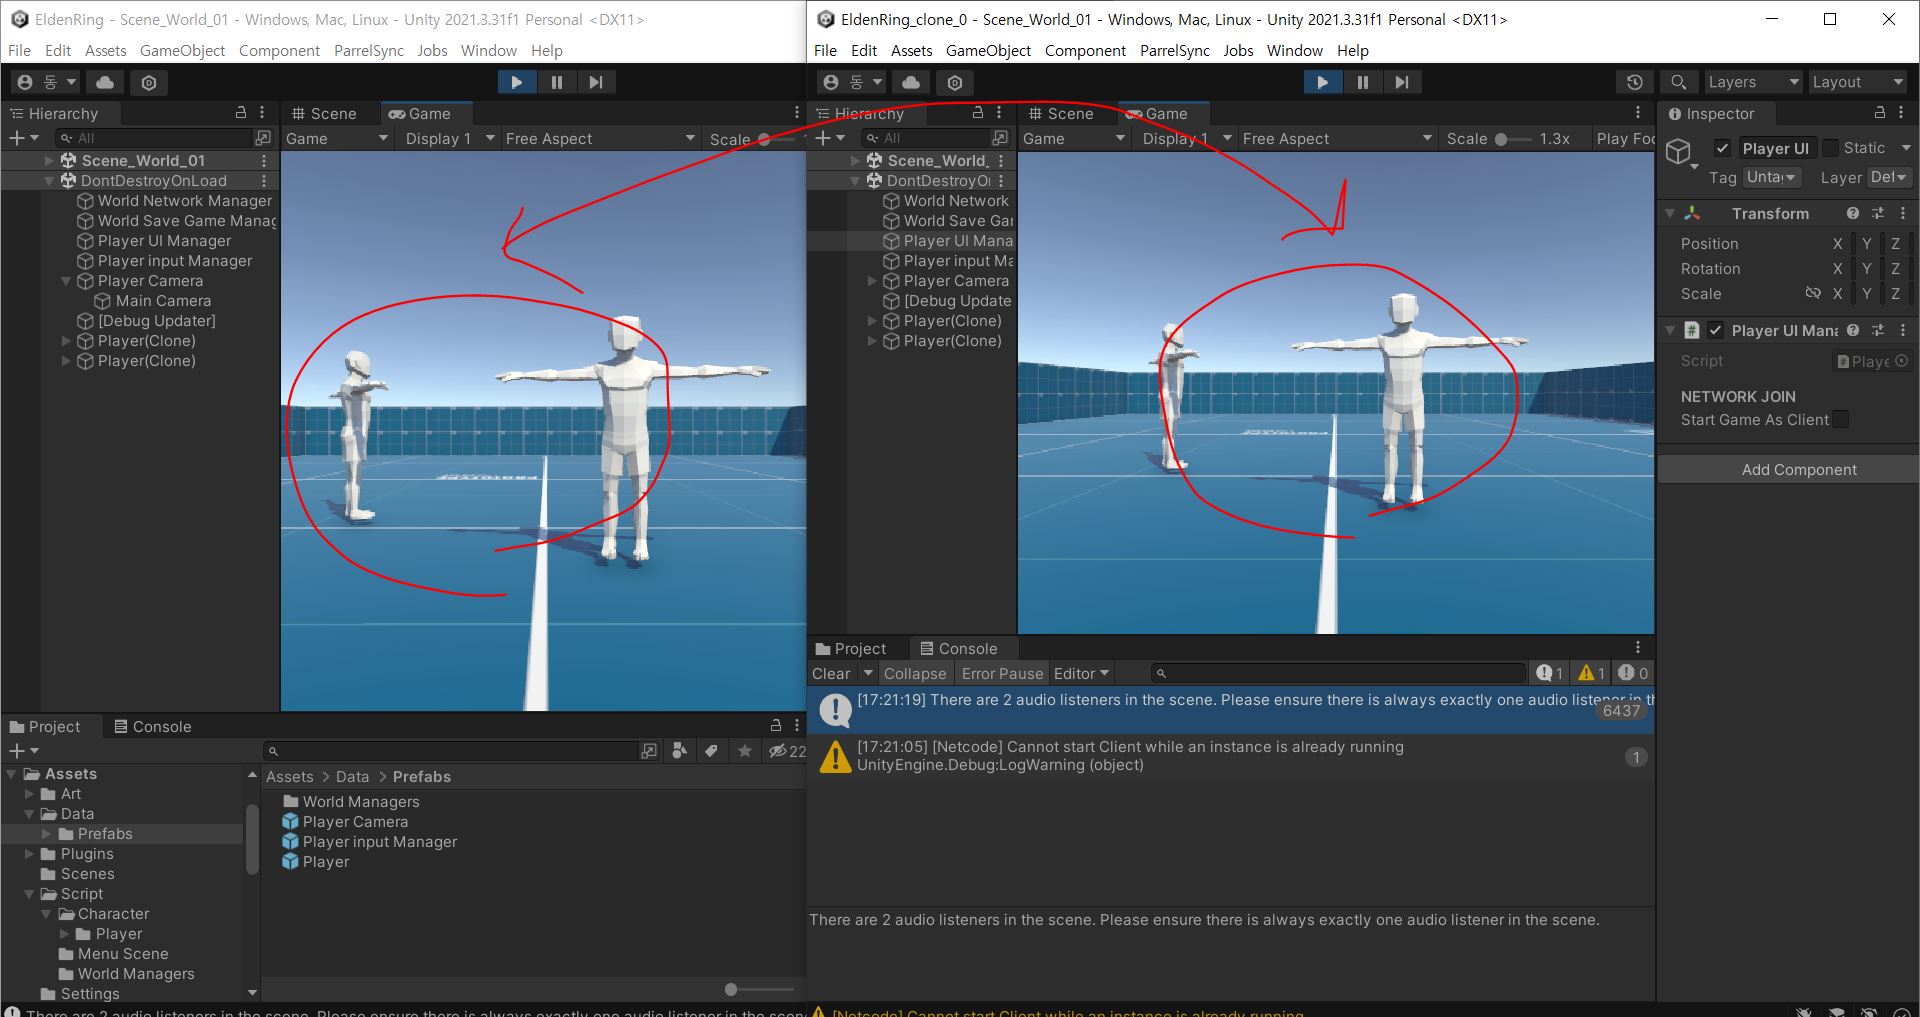 EldenRing - Scene_World_01 - Windows, Mac, Linux - Unity 2021.3.31f1 Personal <DX11>
File Edit Assets GameObject Component ParrelSync Jobs Window Help
동
Hierarchy
All
Scene_World_01
DontDestroyOnLoad
World Network Manager
World Save Game Manag
Player UI Manager
Player input Manager
Player Camera
Main Camera
[Debug Updater]
Player(Clone)
Player(Clone)
Scene Game
Game Display 1 Free Aspect Scale
Project Console
22
Assets
Art
Data
Prefabs
Plugins
Scenes
Script
Character
Player
Menu Scene
World Managers
Settings
Assets > Data > Prefabs
World Managers
Player Camera
Player input Manager
Player
There are 2 audio listeners in the scene. Please ensure there is always exactly one audio listener in the scen
EldenRing_clone_0 - Scene_World_01 - Windows, Mac, Linux - Unity 2021.3.31f1 Personal <DX11>
File Edit Assets GameObject Component ParrelSync Jobs Window Help
동 Layers Layout
Hierarchy
All
Scene_World_
DontDestroyO
World Network
World Save Gar
Player UI Mana
Player input Ma
Player Camera
[Debug Update
Player(Clone)
Player(Clone)
Scene Game
Game Display 1 Free Aspect Scale 1.3x Play Fo
Inspector
Player UI Static
Tag Unta Layer Def
Transform
Position X Y Z
Rotation X Y Z
Scale X Y Z
Player UI Mana
Script Playe
NETWORK JOIN
Start Game As Client
Add Component
Project Console
Clear Collapse Error Pause Editor 1 1 0
[17:21:19] There are 2 audio listeners in the scene. Please ensure there is always exactly one audio listener in th
6437
[17:21:05] [Netcode] Cannot start Client while an instance is already running
UnityEngine.Debug:LogWarning (object)
1
There are 2 audio listeners in the scene. Please ensure there is always exactly one audio listener in the scene.
[Netcode] Cannot start Client while an instance is already running